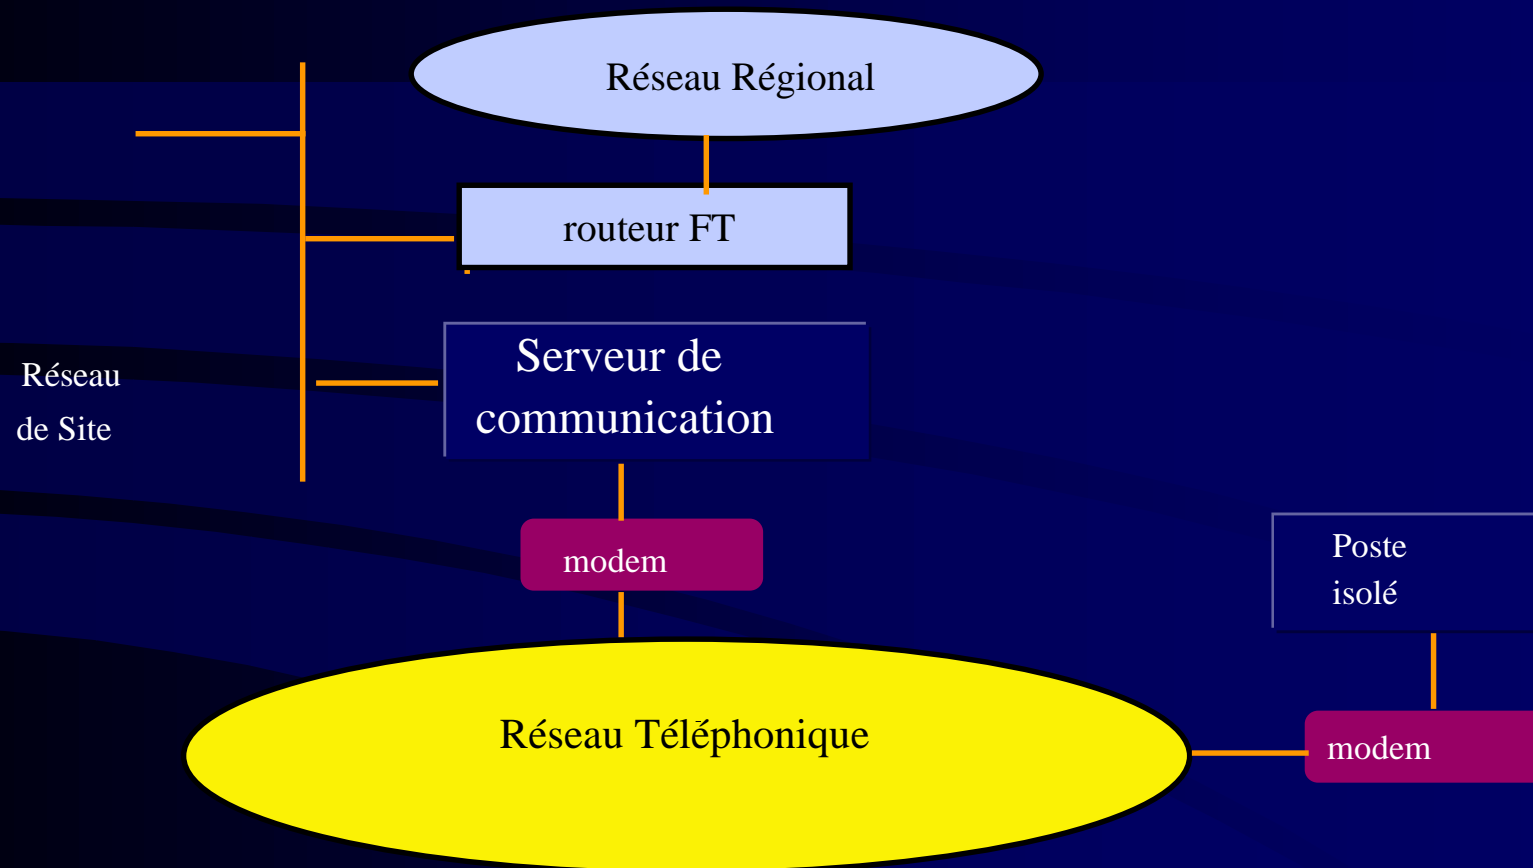 Réseau Régional
routeur FT
Serveur de
communication
Réseau
de Site
modem
Poste
isolé
Réseau Téléphonique
modem